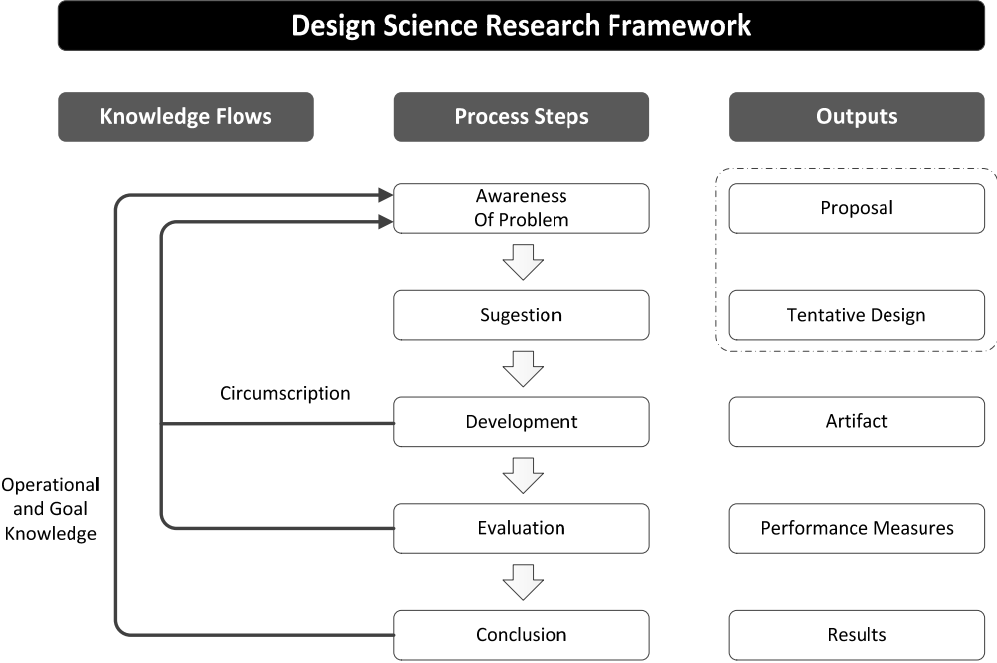 Design Science Research Framework
Knowledge Flows
Process Steps
Outputs
Awareness
Of Problem
Proposal
Sugestion
Tentative Design
Circumscription
Development
Artifact
Operational
and Goal
Knowledge
Evaluation
Performance Measures
Conclusion
Results